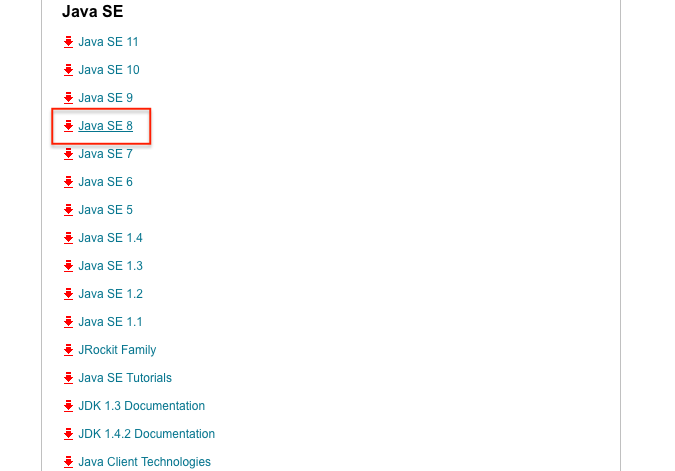 Java SE
Java SE 11
Java SE 10
Java SE 9
Java SE 8
Java SE 7
Java SE 6
Java SE 5
Java SE 1.4
Java SE 1.3
Java SE 1.2
Java SE 1.1
JRockit Family
Java SE Tutorials
JDK 1.3 Documentation
JDK 1.4.2 Documentation
Java Client Technologies